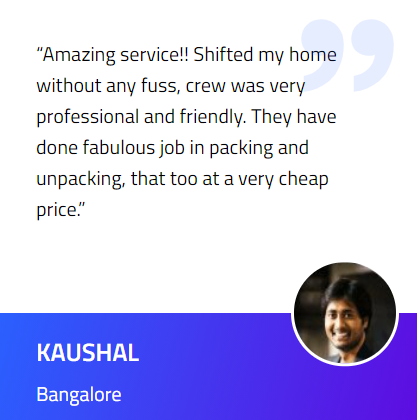 “Amazing service!! Shifted my home
without any fuss, crew was very
professional and friendly. They have
done fabulous job in packing and
unpacking, that too at a very cheap
price.”
KAUSHAL
Bangalore